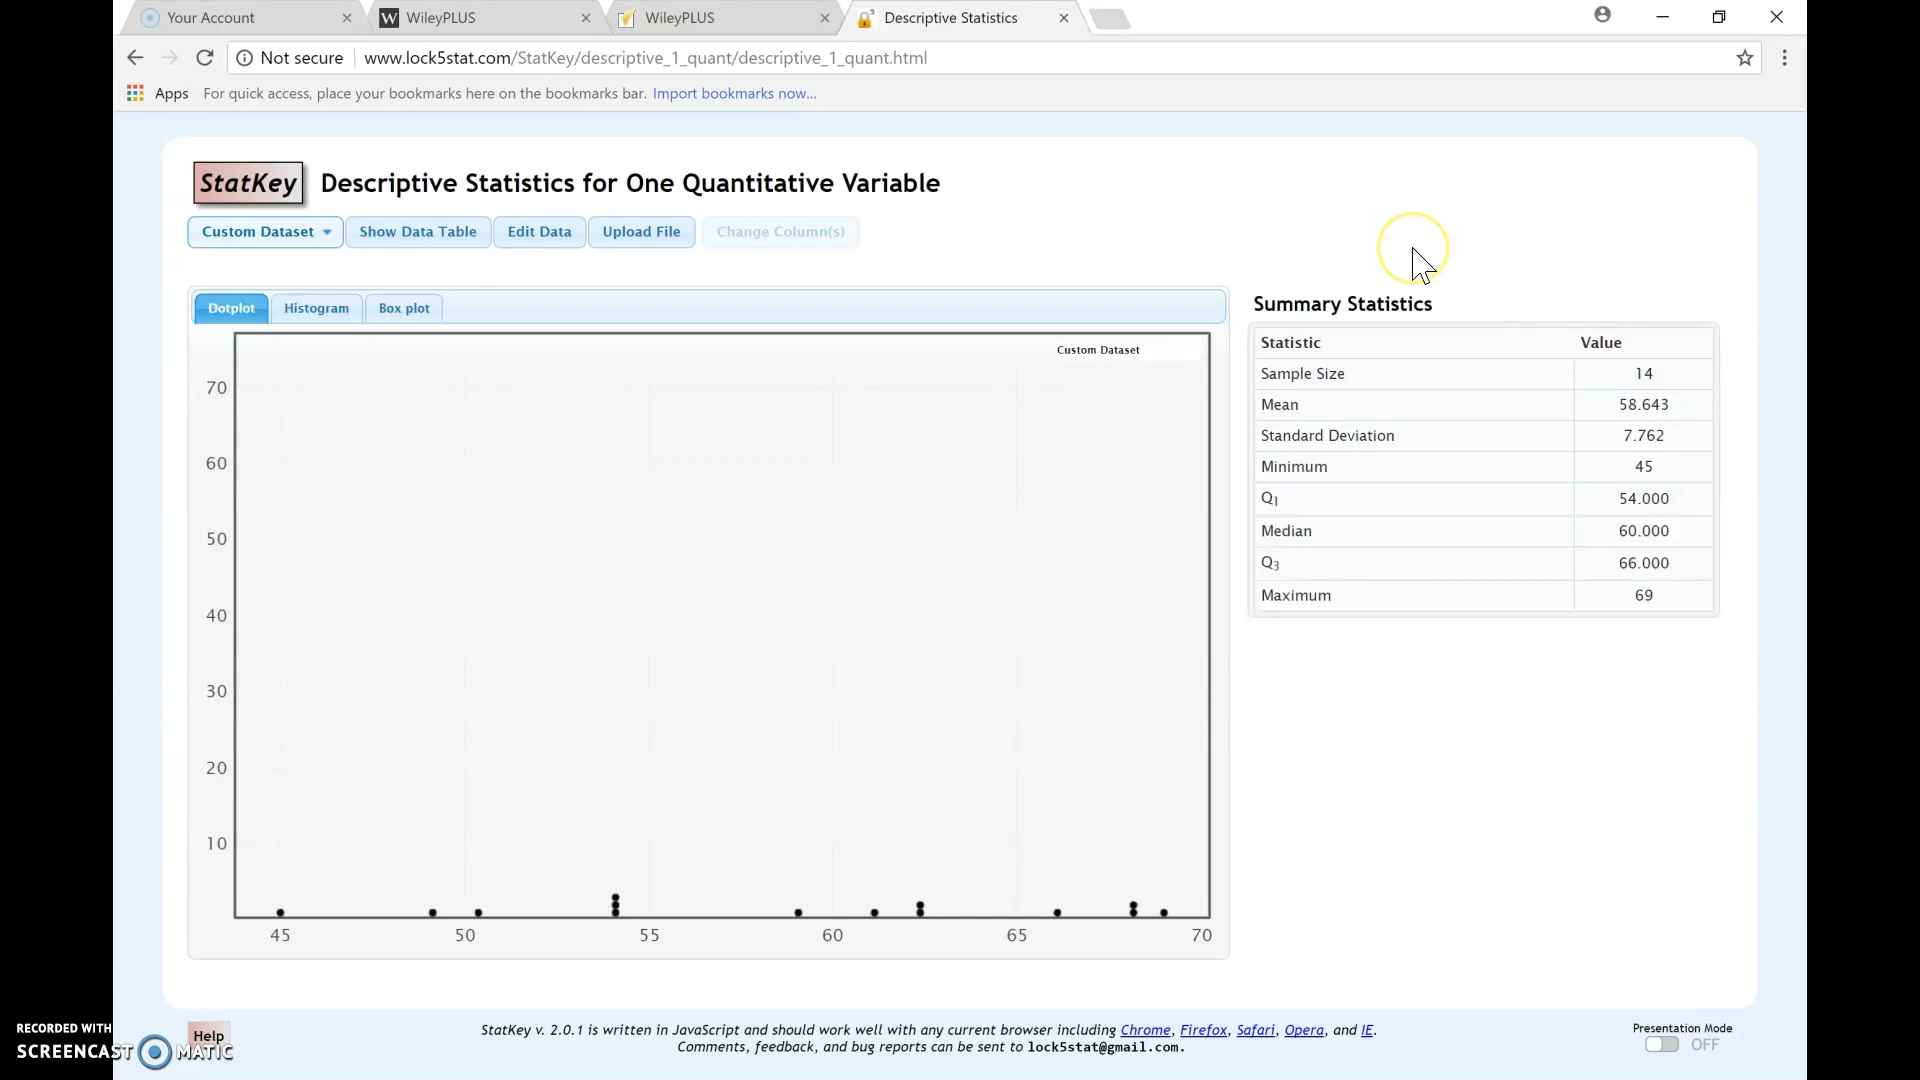 Your Account
WileyPLUS
WileyPLUS
Descriptive Statistics
Not secure
www.lock5stat.com/StatKey/descriptive_1_quant/descriptive_1_quant.html
Apps
For quick access, place your bookmarks here on the bookmarks bar. Import bookmarks now...
StatKey
Descriptive Statistics for One Quantitative Variable
Custom Dataset
Show Data Table
Edit Data
Upload File
Change Column(s)
Dotplot
Histogram
Box plot
Custom Dataset
70
60
50
40
30
20
10
45 50 55 60 65 70
Summary Statistics
Statistic Value
Sample Size 14
Mean 58.643
Standard Deviation 7.762
Minimum 45
Q1 54.000
Median 60.000
Q3 66.000
Maximum 69
Help
StatKey v. 2.0.1 is written in JavaScript and should work well with any current browser including Chrome, Firefox, Safari, Opera, and IE.
Comments, feedback, and bug reports can be sent to lock5stat@gmail.com.
Presentation Mode
OFF
RECORDED WITH
SCREENCAST MATIC